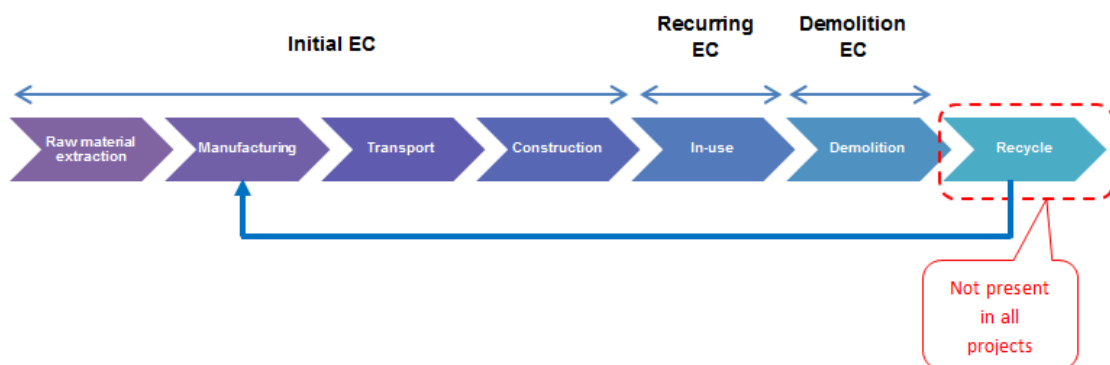 Initial EC
Recurring
EC
Demolition
EC
Raw material
extraction
Manufacturing
Transport
Construction
In-use
Demolition
Recycle
Not present
in all
projects